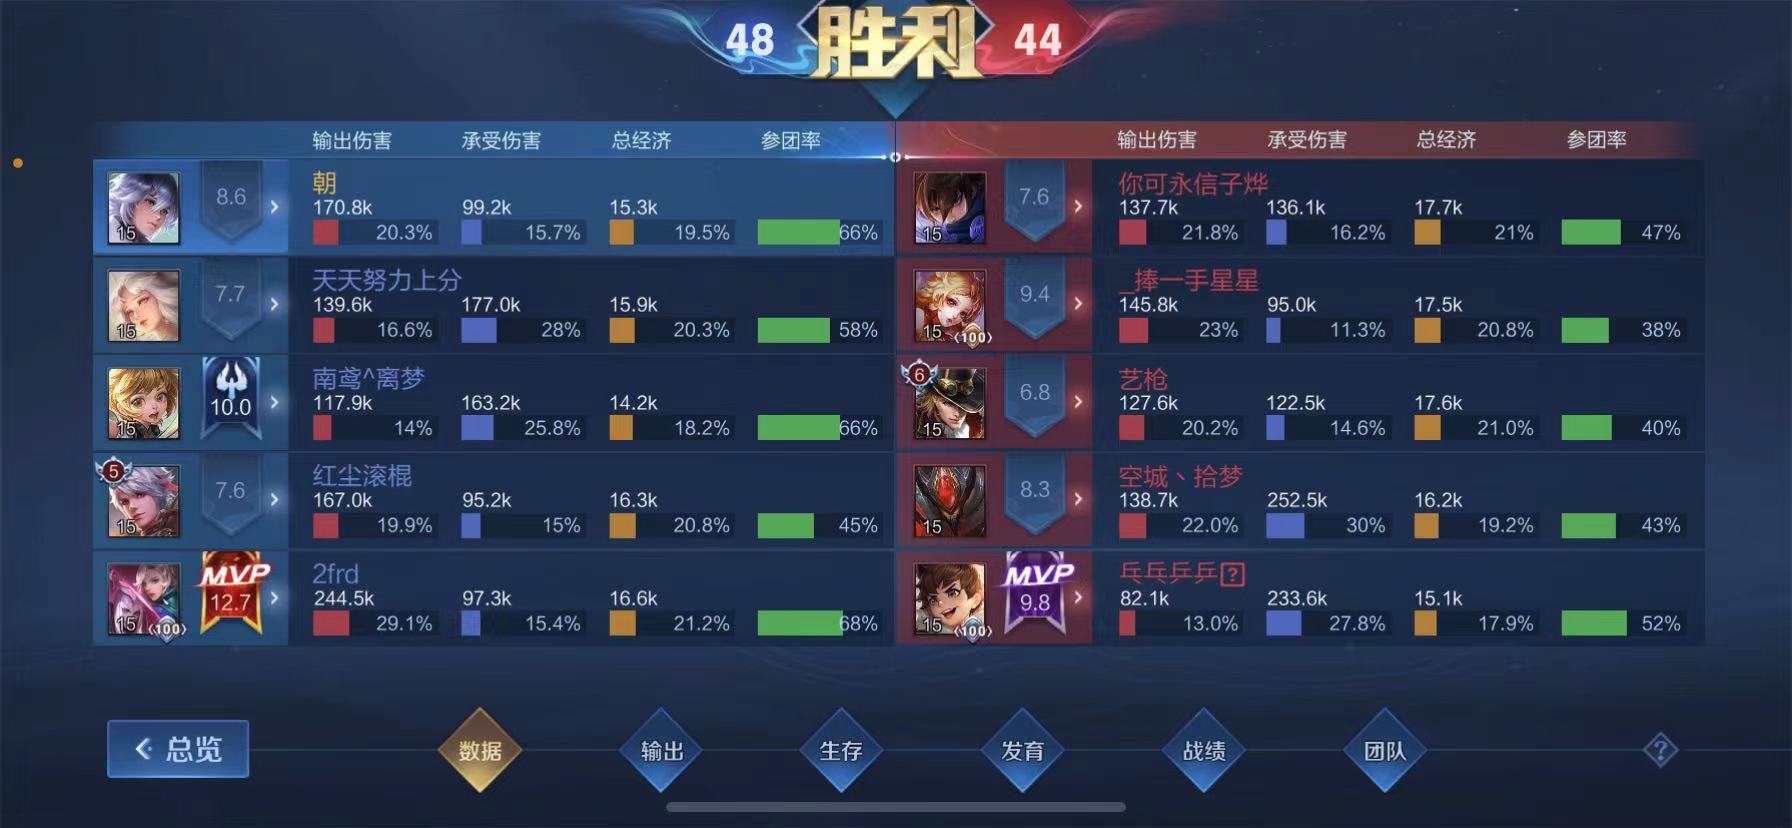 48 胜利 44
输出伤害 承受伤害 总经济 参团率 输出伤害 承受伤害 总经济 参团率
朝
15 8.6 170.8k 99.2k 15.3k
20.3% 15.7% 19.5% 66%
你可永信子烨
15 7.6 137.7k 136.1k 17.7k
21.8% 16.2% 21% 47%
天天努力上分
15 7.7 139.6k 177.0k 15.9k
16.6% 28% 20.3% 58%
_捧一手星星
15 100 9.4 145.8k 95.0k 17.5k
23% 11.3% 20.8% 38%
南鸢^离梦
15 10.0 117.9k 163.2k 14.2k
14% 25.8% 18.2% 66%
艺枪
6 15 6.8 127.6k 122.5k 17.6k
20.2% 14.6% 21.0% 40%
红尘滚棍
5 15 7.6 167.0k 95.2k 16.3k
19.9% 15% 20.8% 45%
空城丶拾梦
15 8.3 138.7k 252.5k 16.2k
22.0% 30% 19.2% 43%
2frd
15 100 MVP 12.7 244.5k 97.3k 16.6k
29.1% 15.4% 21.2% 68%
乓乓乒乒?
15 100 MVP 9.8 82.1k 233.6k 15.1k
13.0% 27.8% 17.9% 52%
总览 数据 输出 生存 发育 战绩 团队 ?